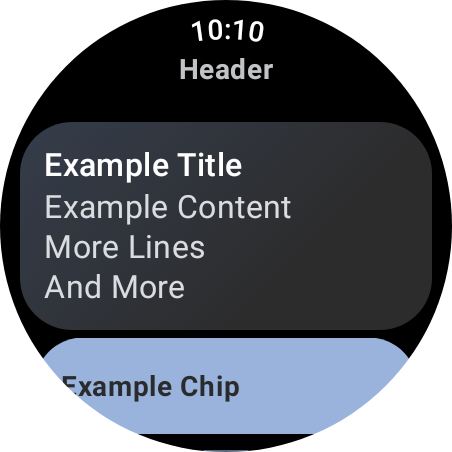 10:10
Header
Example Title
Example Content
More Lines
And More
Example Chip